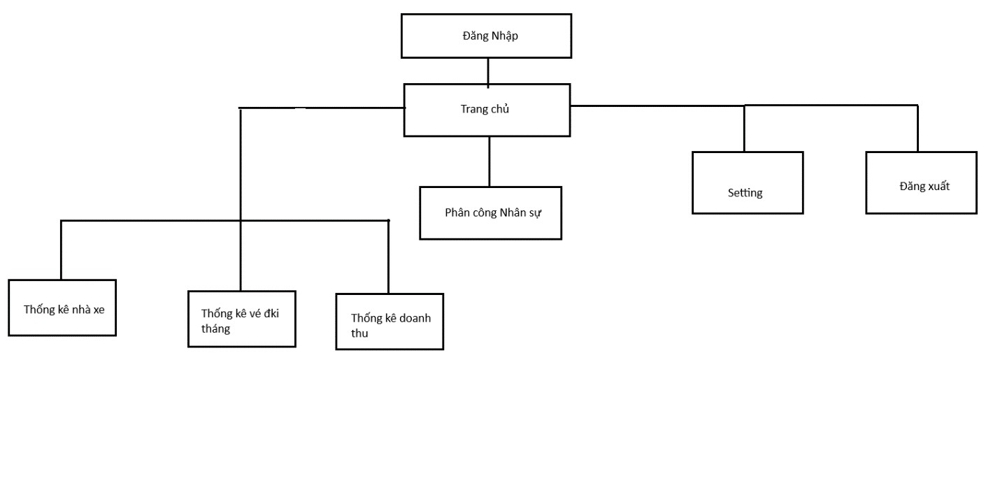 Đăng Nhập
Trang chủ
Phân công Nhân sự
Setting
Đăng xuất
Thống kê nhà xe
Thống kê vé đki
tháng
Thống kê doanh
thu